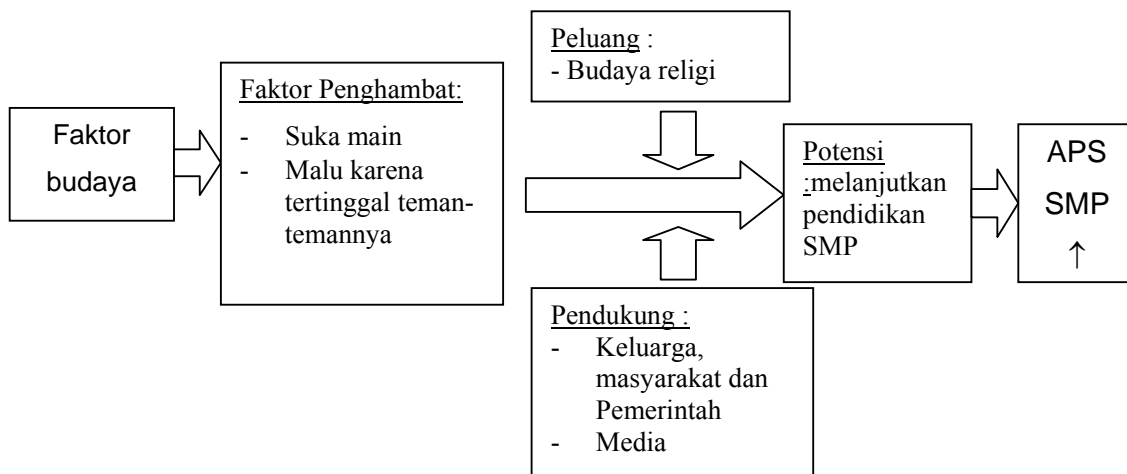 Faktor
budaya
Faktor Penghambat:
- Suka main
- Malu karena
tertinggal teman-
temannya
Peluang :
- Budaya religi
Pendukung :
- Keluarga,
masyarakat dan
Pemerintah
- Media
Potensi
:melanjutkan
pendidikan
SMP
APS
SMP
↑